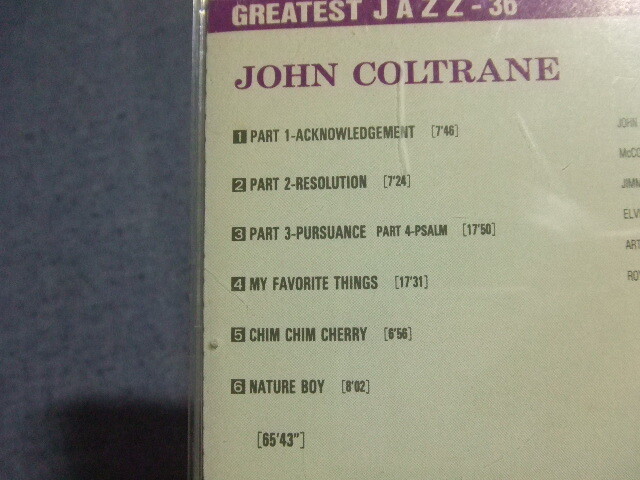 GREATEST JAZZ - 36
JOHN COLTRANE
1 PART 1-ACKNOWLEDGEMENT [7'46]
2 PART 2-RESOLUTION [7'24]
3 PART 3-PURSUANCE PART 4-PSALM [17'50]
4 MY FAVORITE THINGS [17'31]
5 CHIM CHIM CHERRY [6'56]
6 NATURE BOY [8'02]
[65'43"]
JOHN